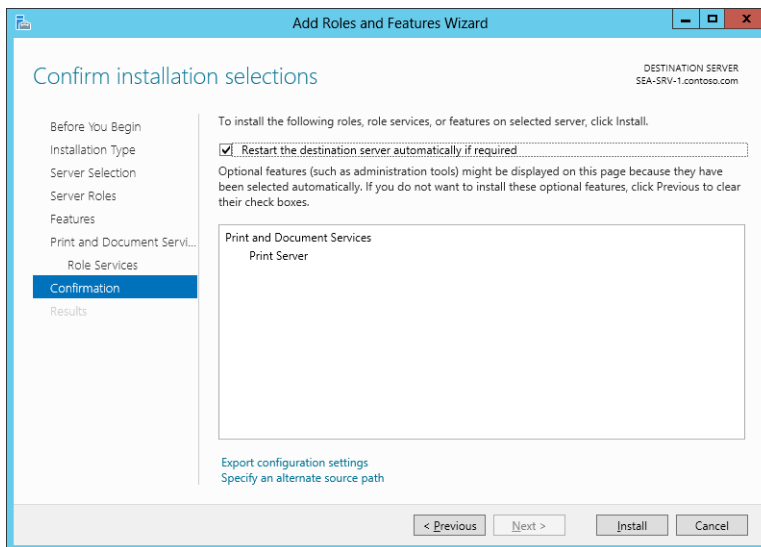 Add Roles and Features Wizard
Confirm installation selections
DESTINATION SERVER
SEA-SRV-1.contoso.com
Before You Begin
Installation Type
Server Selection
Server Roles
Features
Print and Document Servi...
Role Services
Confirmation
Results
To install the following roles, role services, or features on selected server, click Install.
Restart the destination server automatically if required
Optional features (such as administration tools) might be displayed on this page because they have
been selected automatically. If you do not want to install these optional features, click Previous to clear
their check boxes.
Print and Document Services
Print Server
Export configuration settings
Specify an alternate source path
< Previous
Next >
Install
Cancel